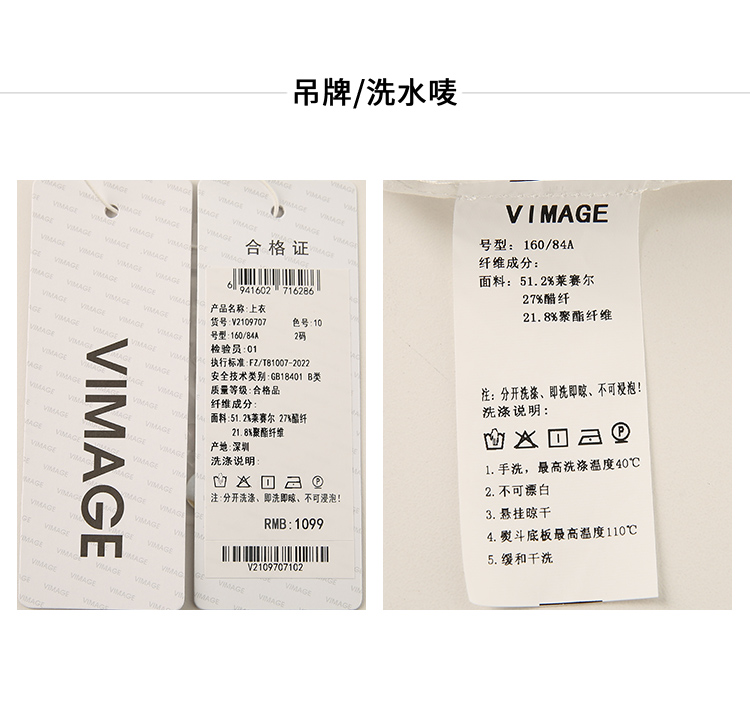 吊牌/洗水唛
VIMAGE
合格证
6 941602 716286
产品名称:上衣
货号:V2109707 色号:10
号型:160/84A 2码
检验员:01
执行标准:FZ/T81007-2022
安全技术类别:GB18401 B类
质量等级:合格品
纤维成分:
面料:51.2%莱赛尔 27%醋纤
21.8%聚酯纤维
产地:深圳
洗涤说明:
注:分开洗涤、即洗即晾、不可浸泡!
RMB:1099
V2109707102
VIMAGE
号型: 160/84A
纤维成分:
面料: 51.2%莱赛尔
27%醋纤
21.8%聚酯纤维
注: 分开洗涤、即洗即晾、不可浸泡!
洗涤说明:
1.手洗,最高洗涤温度40℃
2.不可漂白
3.悬挂晾干
4.熨斗底板最高温度110℃
5.缓和干洗